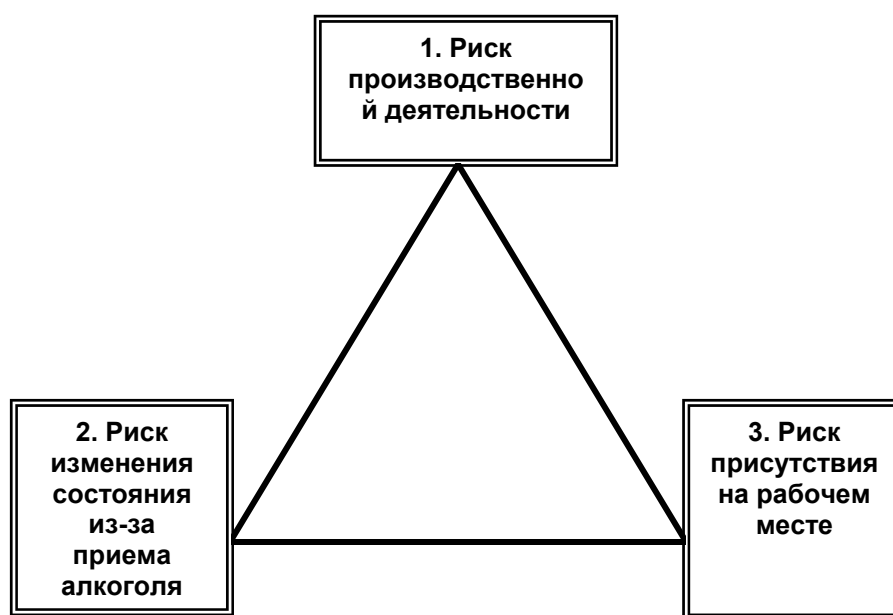 1. Риск
производственно
й деятельности
2. Риск
изменения
состояния
из-за
приема
алкоголя
3. Риск
присутствия
на рабочем
месте